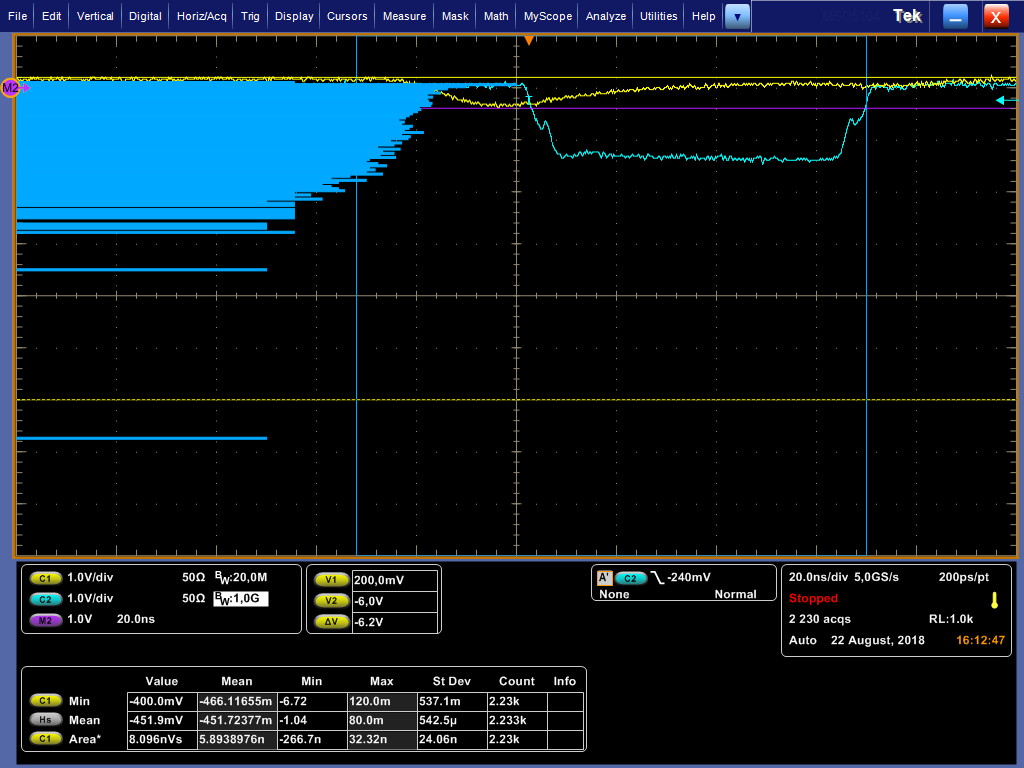 File Edit Vertical Digital Horiz/Acq Trig Display Cursors Measure Mask Math MyScope Analyze Utilities Help Tek X
M2
C1 1.0V/div 50Ω BW:20,0M
C2 1.0V/div 50Ω BW:1,0G
M2 1.0V 20.0ns
V1 200,0mV
V2 -6,0V
ΔV -6.2V
A' C2 -240mV
None Normal
20.0ns/div 5,0GS/s 200ps/pt
Stopped
2 230 acqs RL:1.0k
Auto 22 August, 2018 16:12:47
Value Mean Min Max St Dev Count Info
C1 Min -400.0mV -466.11655m -6.72 120.0m 537.1m 2.23k
Hs Mean -451.9mV -451.72377m -1.04 80.0m 542.5µ 2.233k
C1 Area* 8.096nVs 5.8938976n -266.7n 32.32n 24.06n 2.23k